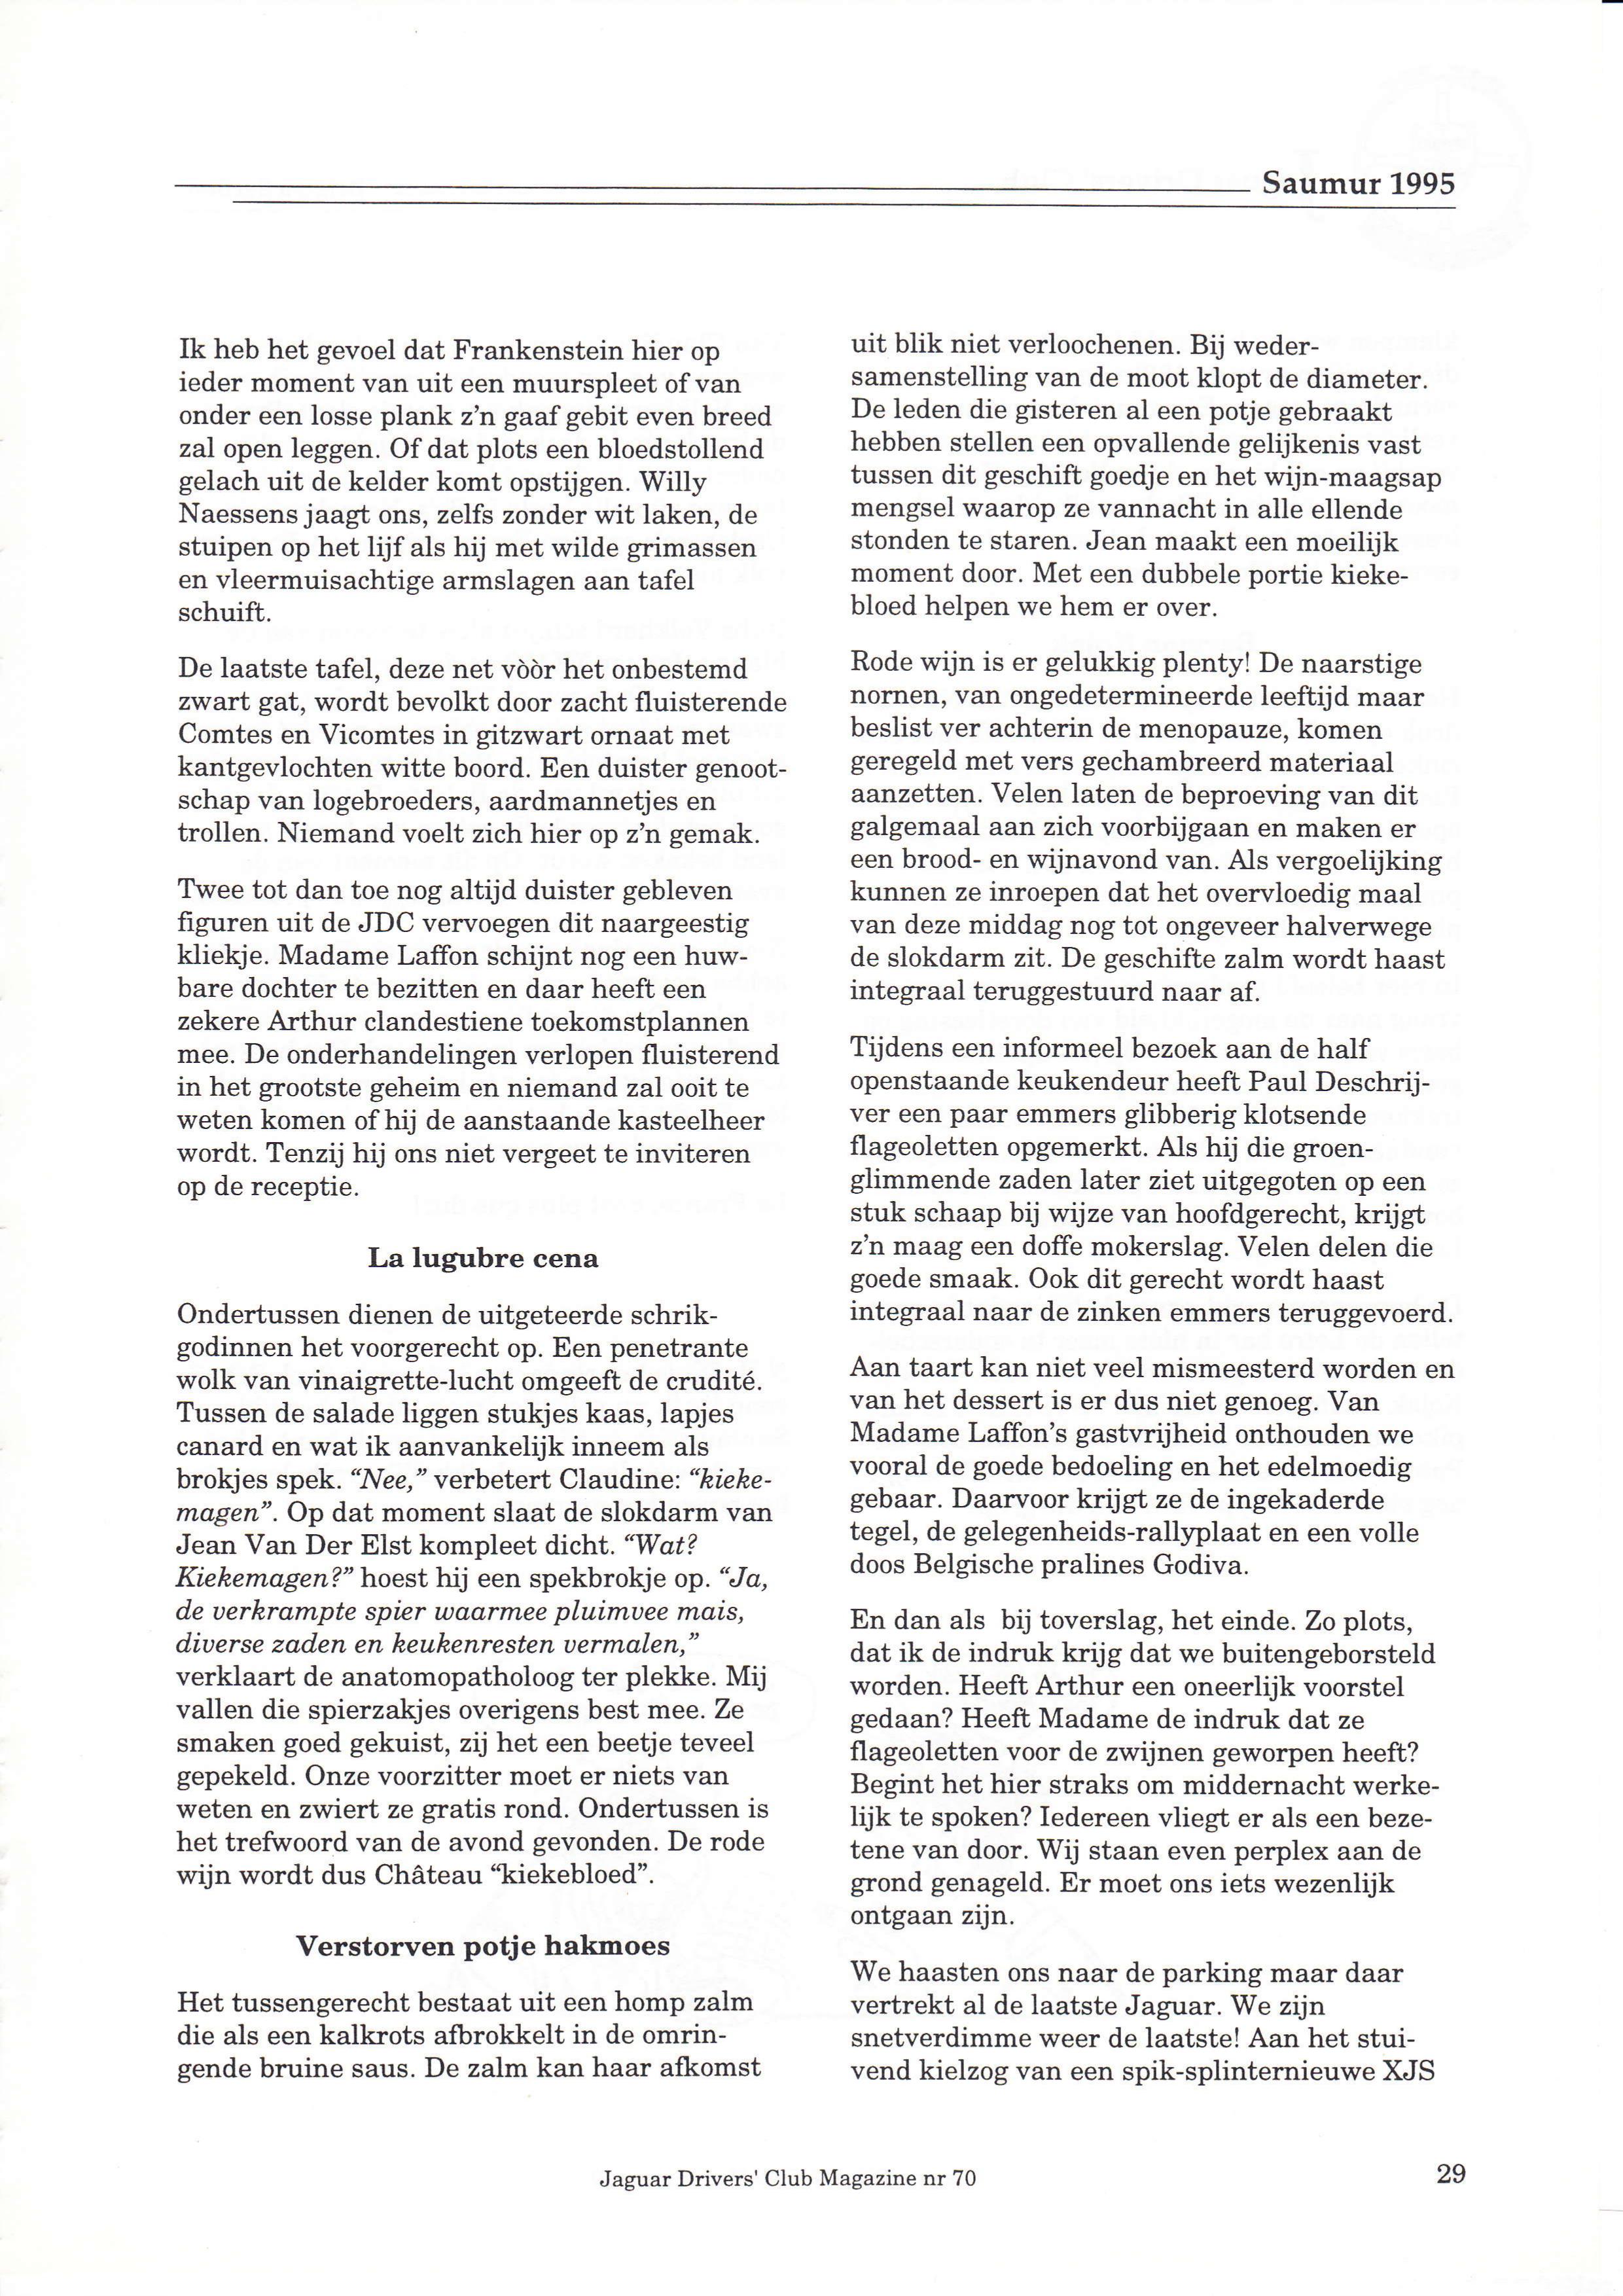 Saumur 1995
Ik heb het gevoel dat Frankenstein hier op
ieder moment van uit een muurspleet of van
onder een losse plank z'n gaaf gebit even breed
zal open leggen. Of dat plots een bloedstollend
gelach uit de kelder komt opstijgen. Willy
Naessens jaagt ons, zelfs zonder wit laken, de
stuipen op het lijf als hij met wilde grimassen
en vleermuisachtige armslagen aan tafel
schuift.
De laatste tafel, deze net vòòr het onbestemd
zwart gat, wordt bevolkt door zacht fluisterende
Comtes en Vicomtes in gitzwart ornaat met
kantgevlochten witte boord. Een duister genoot-
schap van logebroeders, aardmannetjes en
trollen. Niemand voelt zich hier op z'n gemak.
Twee tot dan toe nog altijd duister gebleven
figuren uit de JDC vervoegen dit naargeestig
kliekje. Madame Laffon schijnt nog een huw-
bare dochter te bezitten en daar heeft een
zekere Arthur clandestiene toekomstplannen
mee. De onderhandelingen verlopen fluisterend
in het grootste geheim en niemand zal ooit te
weten komen of hij de aanstaande kasteelheer
wordt. Tenzij hij ons niet vergeet te inviteren
op de receptie.
La lugubre cena
Ondertussen dienen de uitgeteerde schrik-
godinnen het voorgerecht op. Een penetrante
wolk van vinaigrette-lucht omgeeft de crudité.
Tussen de salade liggen stukjes kaas, lapjes
canard en wat ik aanvankelijk inneem als
brokjes spek. “Nee,” verbetert Claudine: “kieke-
magen”. Op dat moment slaat de slokdarm van
Jean Van Der Elst kompleet dicht. “Wat?
Kiekemagen?” hoest hij een spekbrokje op. “Ja,
de verkrampte spier waarmee pluimvee mais,
diverse zaden en keukenresten vermalen,”
verklaart de anatomopatholoog ter plekke. Mij
vallen die spierzakjes overigens best mee. Ze
smaken goed gekuist, zij het een beetje teveel
gepekeld. Onze voorzitter moet er niets van
weten en zwiert ze gratis rond. Ondertussen is
het trefwoord van de avond gevonden. De rode
wijn wordt dus Château “kiekebloed”.
Verstorven potje hakmoes
Het tussengerecht bestaat uit een homp zalm
die als een kalkrots afbrokkelt in de omrin-
gende bruine saus. De zalm kan haar afkomst
uit blik niet verloochenen. Bij weder-
samenstelling van de moot klopt de diameter.
De leden die gisteren al een potje gebraakt
hebben stellen een opvallende gelijkenis vast
tussen dit geschift goedje en het wijn-maagsap
mengsel waarop ze vannacht in alle ellende
stonden te staren. Jean maakt een moeilijk
moment door. Met een dubbele portie kieke-
bloed helpen we hem er over.
Rode wijn is er gelukkig plenty! De naarstige
nornen, van ongedetermineerde leeftijd maar
beslist ver achterin de menopauze, komen
geregeld met vers gechambreerd materiaal
aanzetten. Velen laten de beproeving van dit
galgemaal aan zich voorbijgaan en maken er
een brood- en wijnavond van. Als vergoelijking
kunnen ze inroepen dat het overvloedig maal
van deze middag nog tot ongeveer halverwege
de slokdarm zit. De geschifte zalm wordt haast
integraal teruggestuurd naar af.
Tijdens een informeel bezoek aan de half
openstaande keukendeur heeft Paul Deschrij-
ver een paar emmers glibberig klotsende
flageoletten opgemerkt. Als hij die groen-
glimmende zaden later ziet uitgegoten op een
stuk schaap bij wijze van hoofdgerecht, krijgt
z'n maag een doffe mokerslag. Velen delen die
goede smaak. Ook dit gerecht wordt haast
integraal naar de zinken emmers teruggevoerd.
Aan taart kan niet veel mismeesterd worden en
van het dessert is er dus niet genoeg. Van
Madame Laffon's gastvrijheid onthouden we
vooral de goede bedoeling en het edelmoedig
gebaar. Daarvoor krijgt ze de ingekaderde
tegel, de gelegenheids-rallyplaat en een volle
doos Belgische pralines Godiva.
En dan als  bij toverslag, het einde. Zo plots,
dat ik de indruk krijg dat we buitengeborsteld
worden. Heeft Arthur een oneerlijk voorstel
gedaan? Heeft Madame de indruk dat ze
flageoletten voor de zwijnen geworpen heeft?
Begint het hier straks om middernacht werke-
lijk te spoken? Iedereen vliegt er als een beze-
tene van door. Wij staan even perplex aan de
grond genageld. Er moet ons iets wezenlijk
ontgaan zijn.
We haasten ons naar de parking maar daar
vertrekt al de laatste Jaguar. We zijn
snetverdimme weer de laatste! Aan het stui-
vend kielzog van een spik-splinternieuwe XJS
Jaguar Drivers' Club Magazine nr 70
29